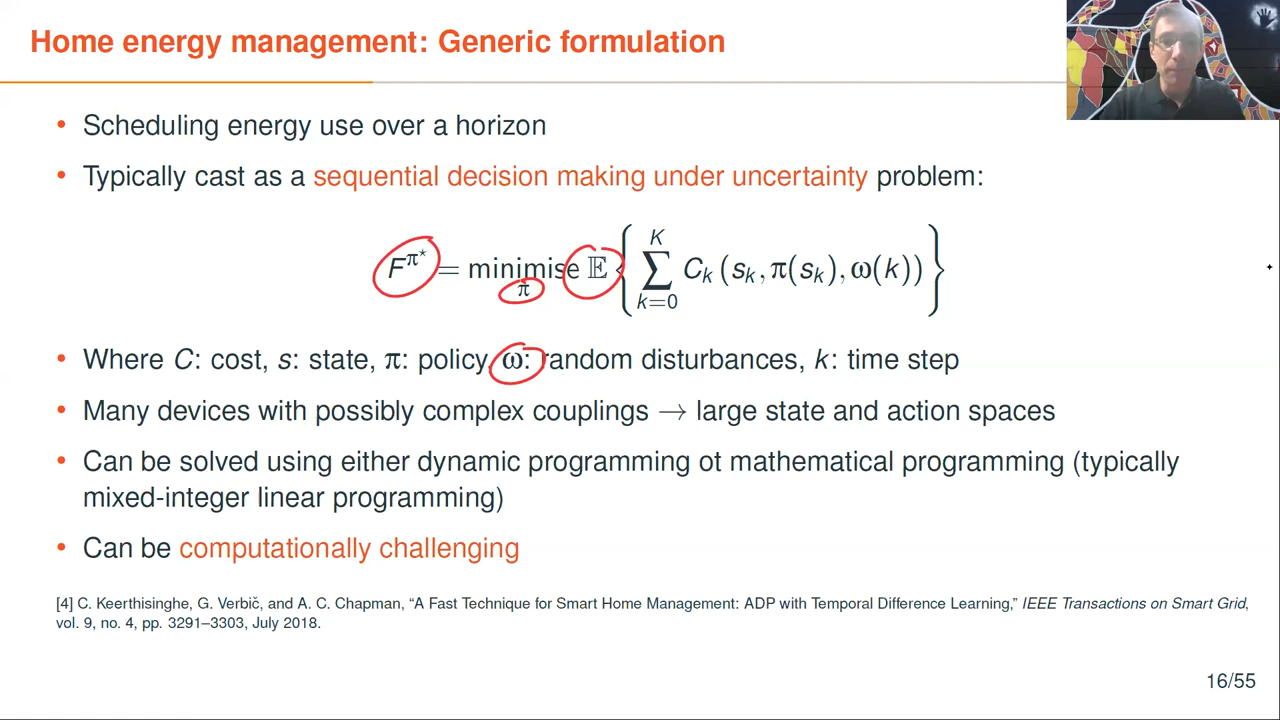 Home energy management: Generic formulation
• Scheduling energy use over a horizon
• Typically cast as a sequential decision making under uncertainty problem:
F^{π⋆} = minimise_π 𝔼 { ∑_{k=0}^{K} C_k (s_k, π(s_k), ω(k)) }
• Where C: cost, s: state, π: policy, ω: random disturbances, k: time step
• Many devices with possibly complex couplings → large state and action spaces
• Can be solved using either dynamic programming ot mathematical programming (typically
mixed-integer linear programming)
• Can be computationally challenging
[4] C. Keerthisinghe, G. Verbič, and A. C. Chapman, “A Fast Technique for Smart Home Management: ADP with Temporal Difference Learning,” IEEE Transactions on Smart Grid,
vol. 9, no. 4, pp. 3291–3303, July 2018.
16/55